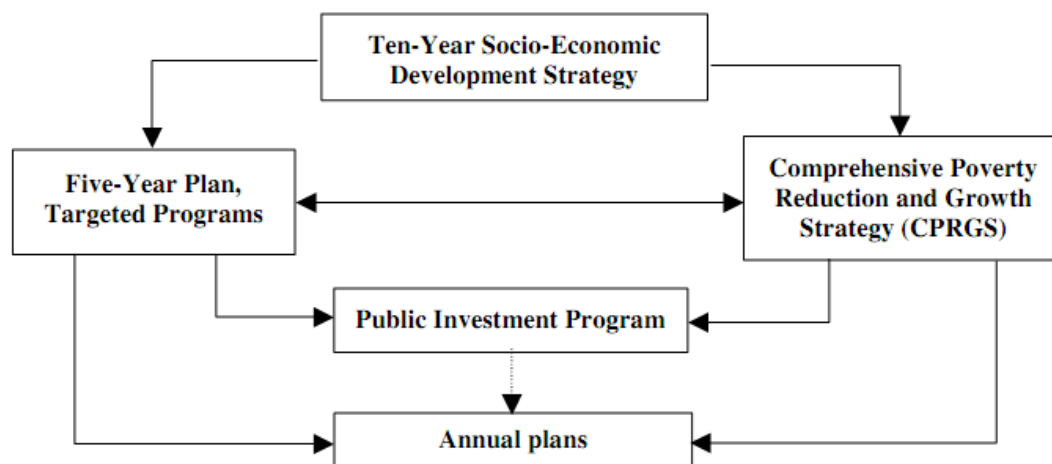 Ten-Year Socio-Economic
Development Strategy
Five-Year Plan,
Targeted Programs
Comprehensive Poverty
Reduction and Growth
Strategy (CPRGS)
Public Investment Program
Annual plans